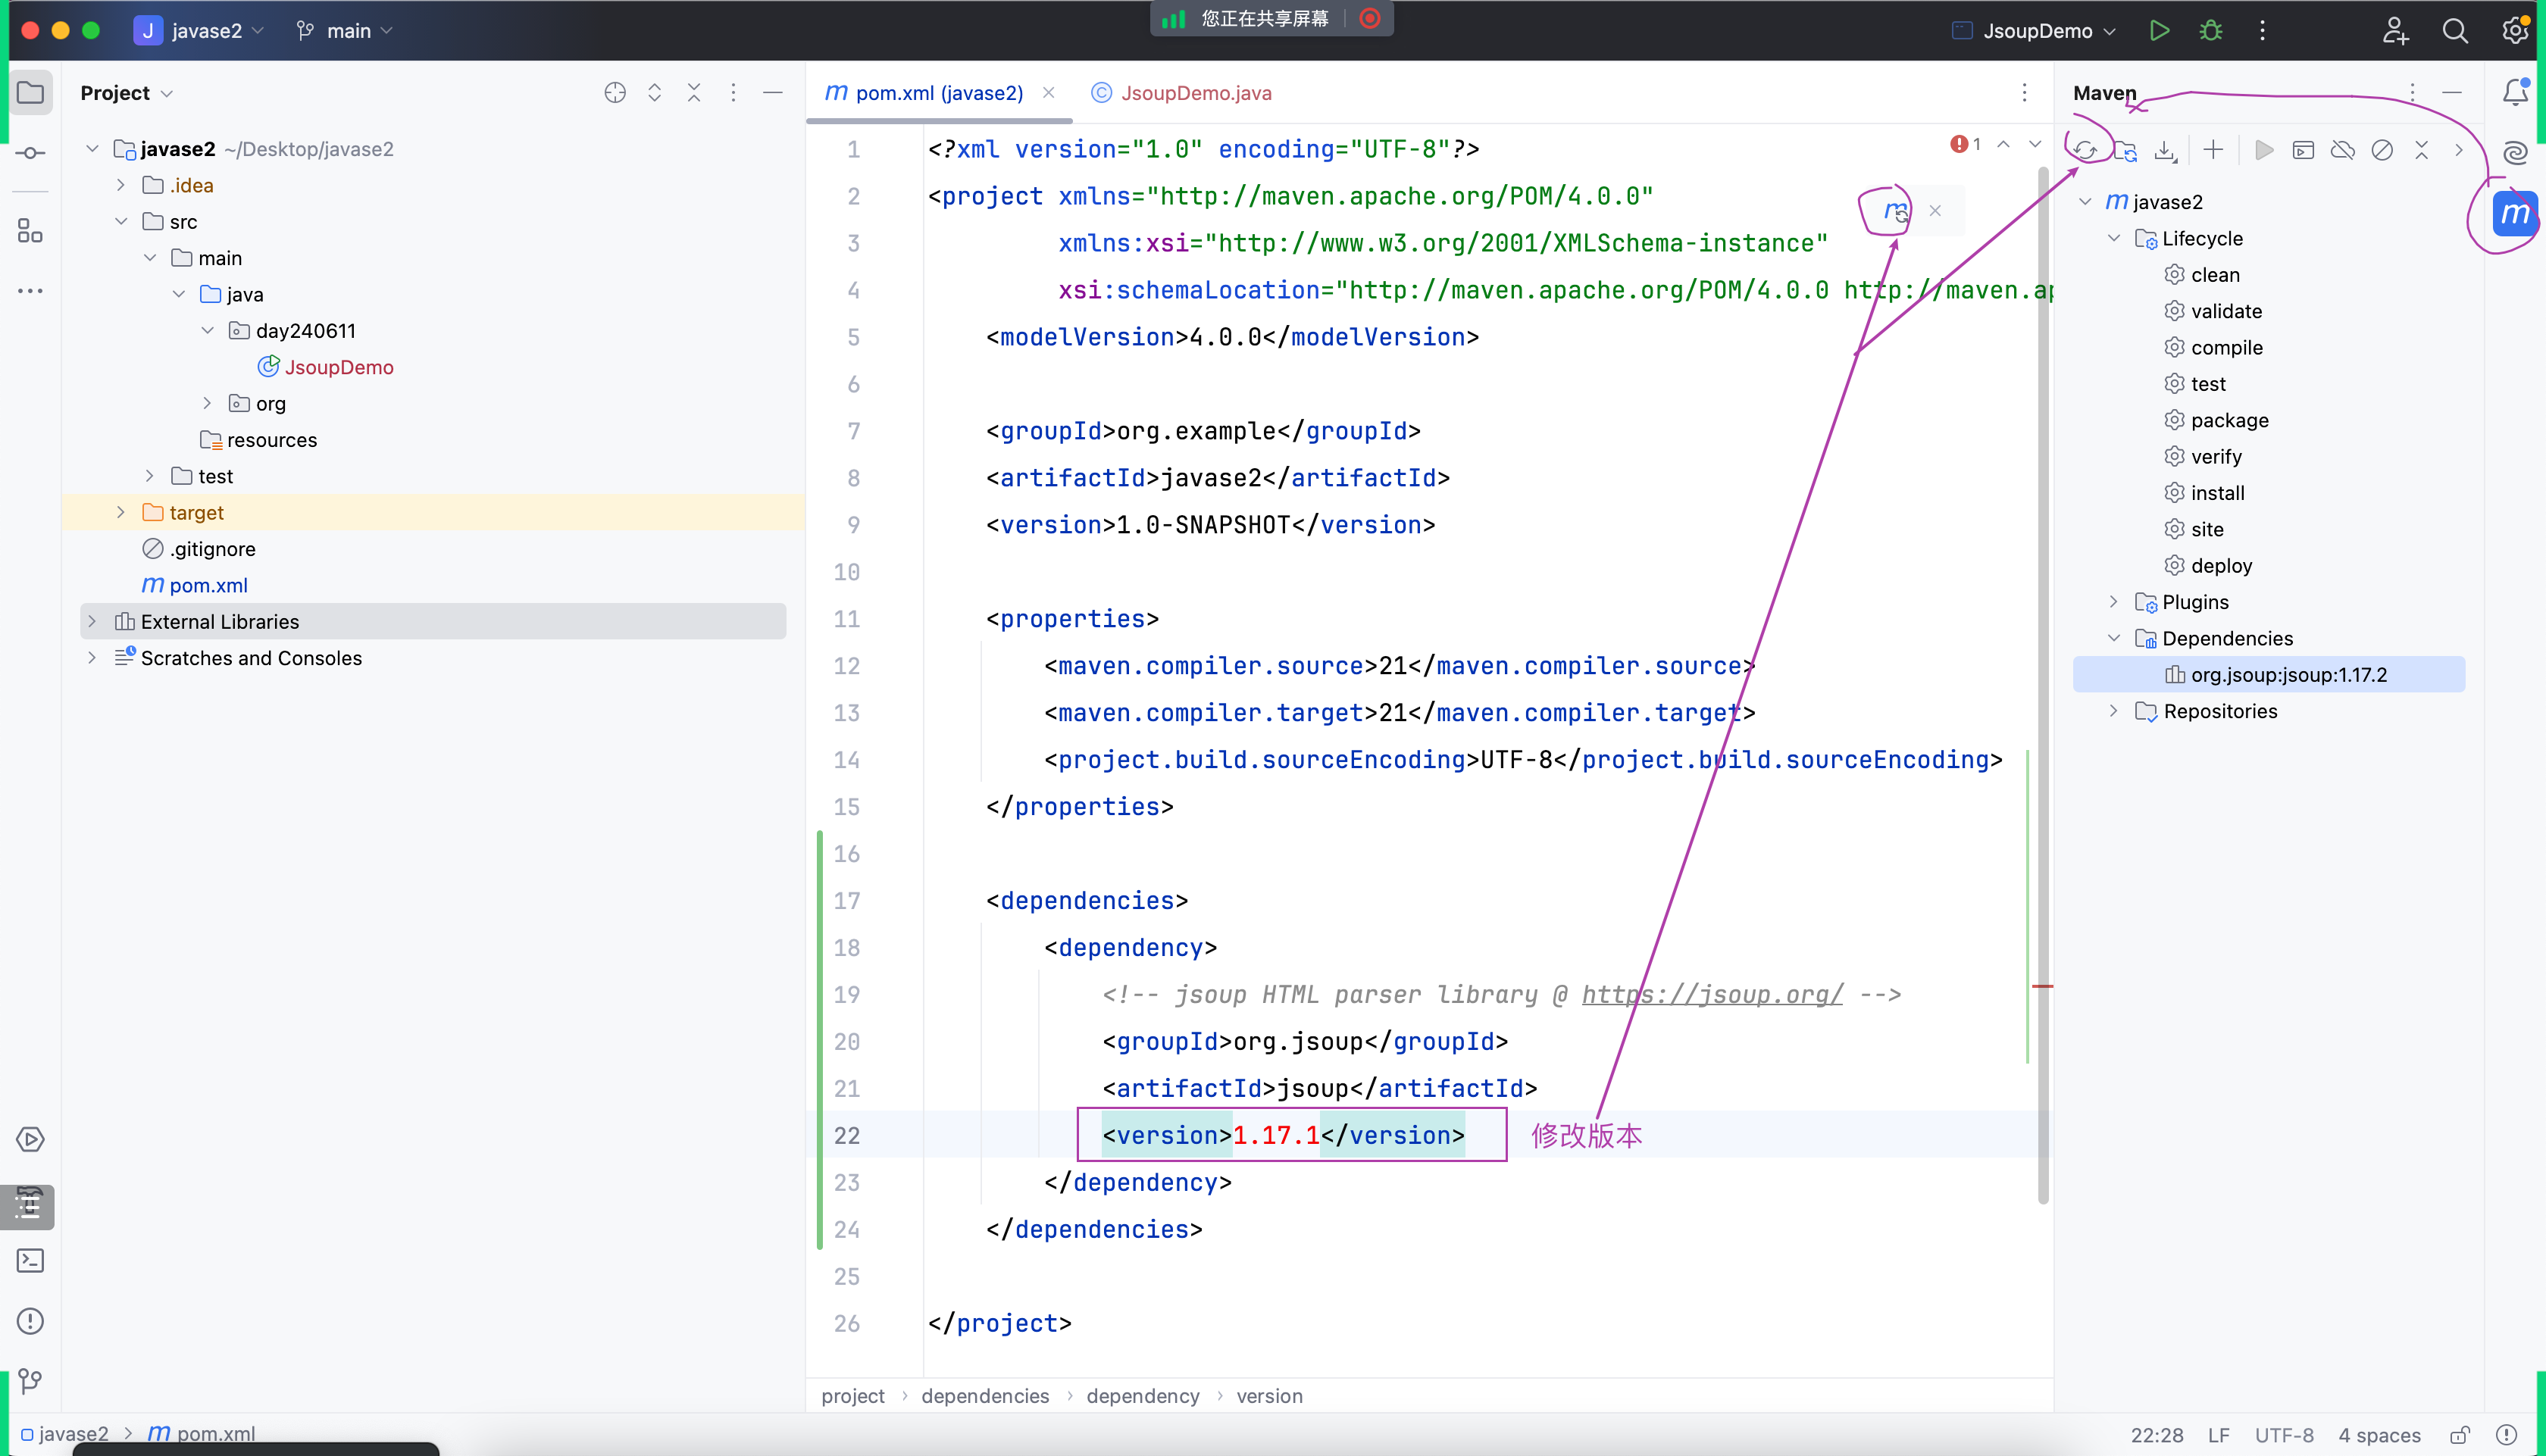 J javase2 main
您正在共享屏幕
JsoupDemo
Project
javase2 ~/Desktop/javase2
.idea
src
main
java
day240611
JsoupDemo
org
resources
test
target
.gitignore
m pom.xml
External Libraries
Scratches and Consoles
m pom.xml (javase2)
C JsoupDemo.java
1
1 <?xml version="1.0" encoding="UTF-8"?>
2 <project xmlns="http://maven.apache.org/POM/4.0.0"
3 xmlns:xsi="http://www.w3.org/2001/XMLSchema-instance"
4 xsi:schemaLocation="http://maven.apache.org/POM/4.0.0 http://maven.ap
5 <modelVersion>4.0.0</modelVersion>
6
7 <groupId>org.example</groupId>
8 <artifactId>javase2</artifactId>
9 <version>1.0-SNAPSHOT</version>
10
11 <properties>
12 <maven.compiler.source>21</maven.compiler.source>
13 <maven.compiler.target>21</maven.compiler.target>
14 <project.build.sourceEncoding>UTF-8</project.build.sourceEncoding>
15 </properties>
16
17 <dependencies>
18 <dependency>
19 <!-- jsoup HTML parser library @ https://jsoup.org/ -->
20 <groupId>org.jsoup</groupId>
21 <artifactId>jsoup</artifactId>
22 <version>1.17.1</version> 修改版本
23 </dependency>
24 </dependencies>
25
26 </project>
project › dependencies › dependency › version
Maven
m javase2
Lifecycle
clean
validate
compile
test
package
verify
install
site
deploy
Plugins
Dependencies
org.jsoup:jsoup:1.17.2
Repositories
m
javase2 › m pom.xml
22:28 LF UTF-8 4 spaces